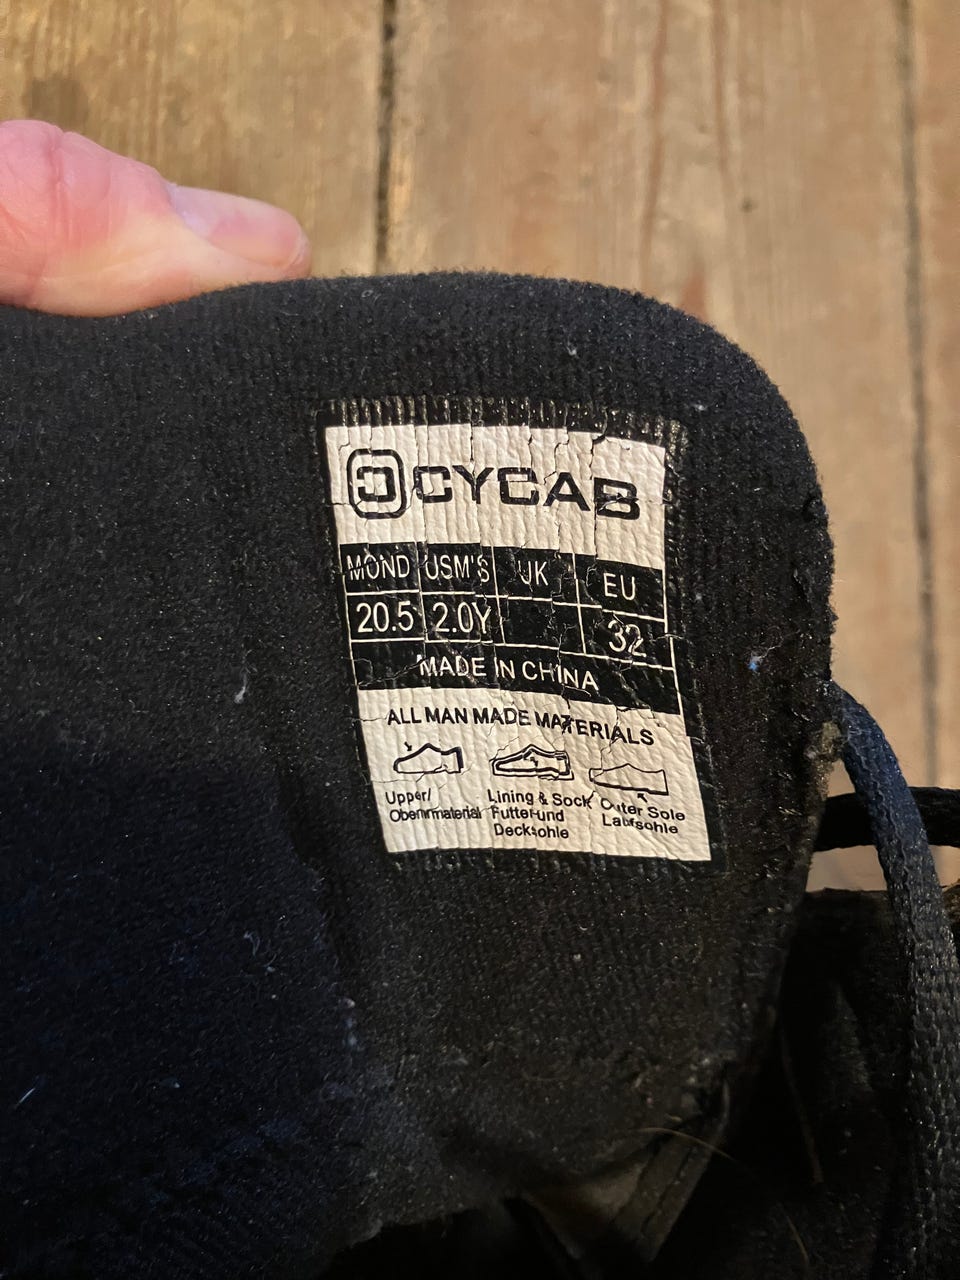 CYCAB
MOND USM'S UK EU
20.5 2.0Y 32
MADE IN CHINA
ALL MAN MADE MATERIALS
Upper/ Lining & Sock Outer Sole
Obermaterial Futter und Laufsohle
Decksohle